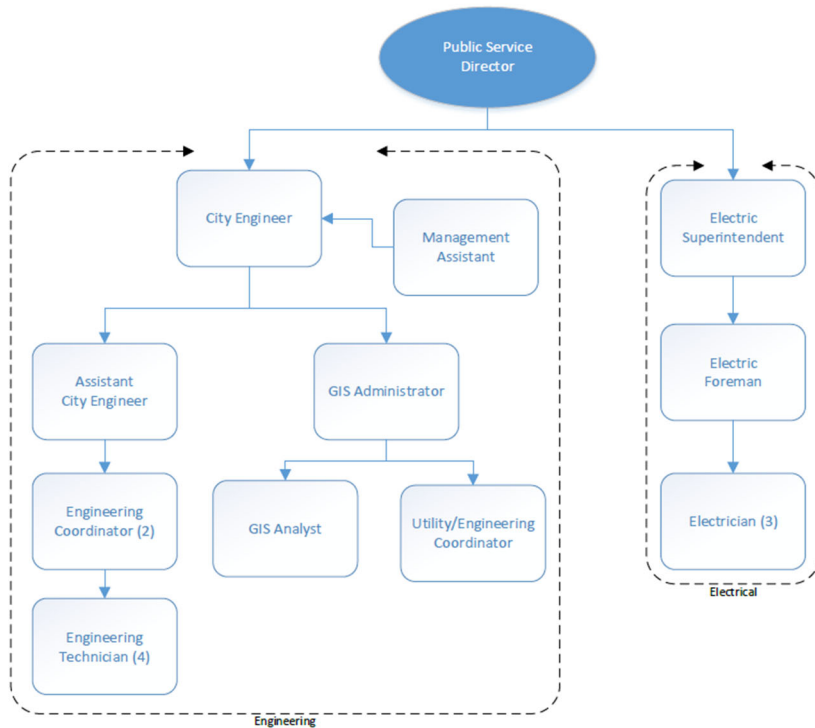 Public Service
Director
City Engineer
Management
Assistant
Electric
Superintendent
Assistant
City Engineer
GIS Administrator
Electric
Foreman
Engineering
Coordinator (2)
GIS Analyst
Utility/Engineering
Coordinator
Electrician (3)
Electrical
Engineering
Technician (4)
Engineering